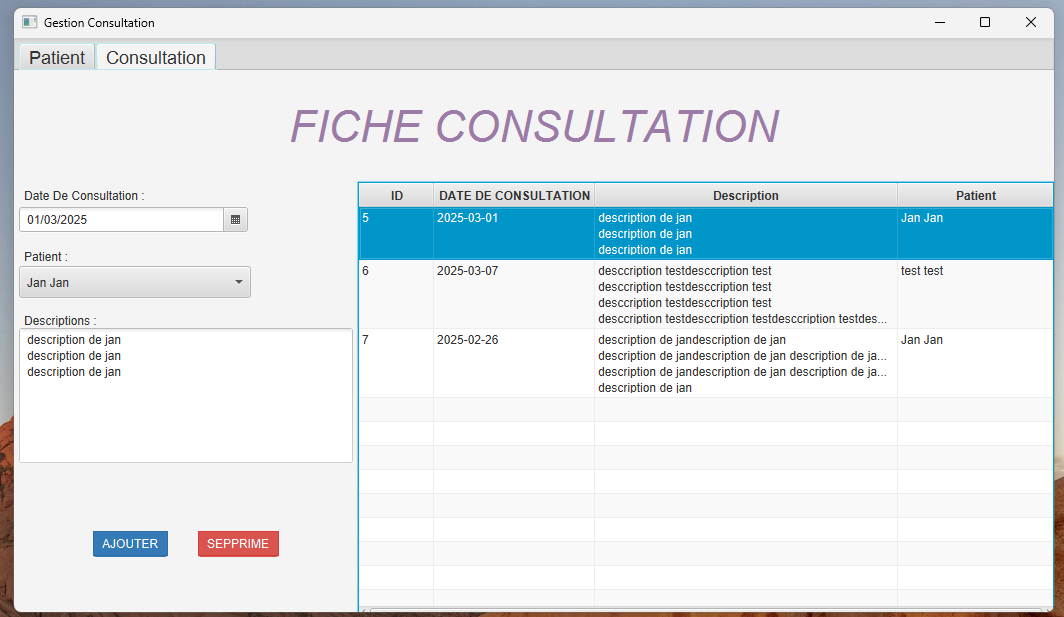 Gestion Consultation
Patient Consultation
FICHE CONSULTATION
Date De Consultation :
01/03/2025
Patient :
Jan Jan
Descriptions :
description de jan
description de jan
description de jan
AJOUTER SEPPRIME
ID DATE DE CONSULTATION Description Patient
5 2025-03-01 description de jan Jan Jan
description de jan
description de jan
6 2025-03-07 desccription testdesccription test test test
desccription testdesccription test
desccription testdesccription test
desccription testdesccription testdesccription testdes...
7 2025-02-26 description de jandescription de jan Jan Jan
description de jandescription de jan description de ja...
description de jandescription de jan description de ja...
description de jan